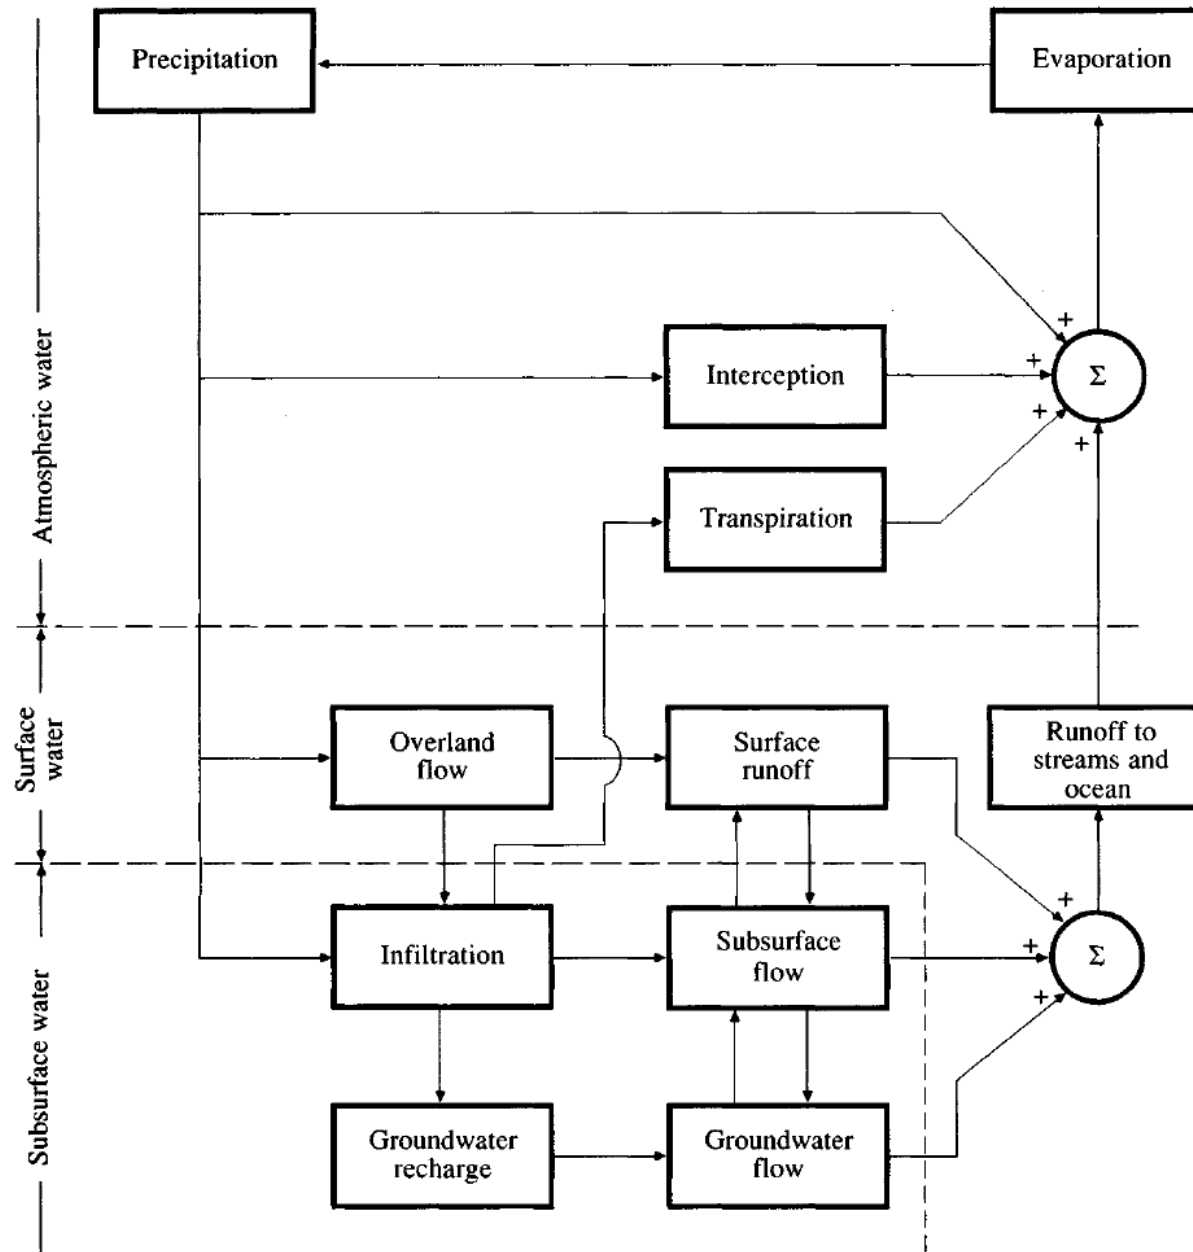 Precipitation
Evaporation
+
Interception
+
Σ
+
+
Transpiration
Atmospheric water
Surface
water
Overland
flow
Surface
runoff
Runoff to
streams and
ocean
+
Infiltration
Subsurface
flow
+
Σ
+
Subsurface water
Groundwater
recharge
Groundwater
flow